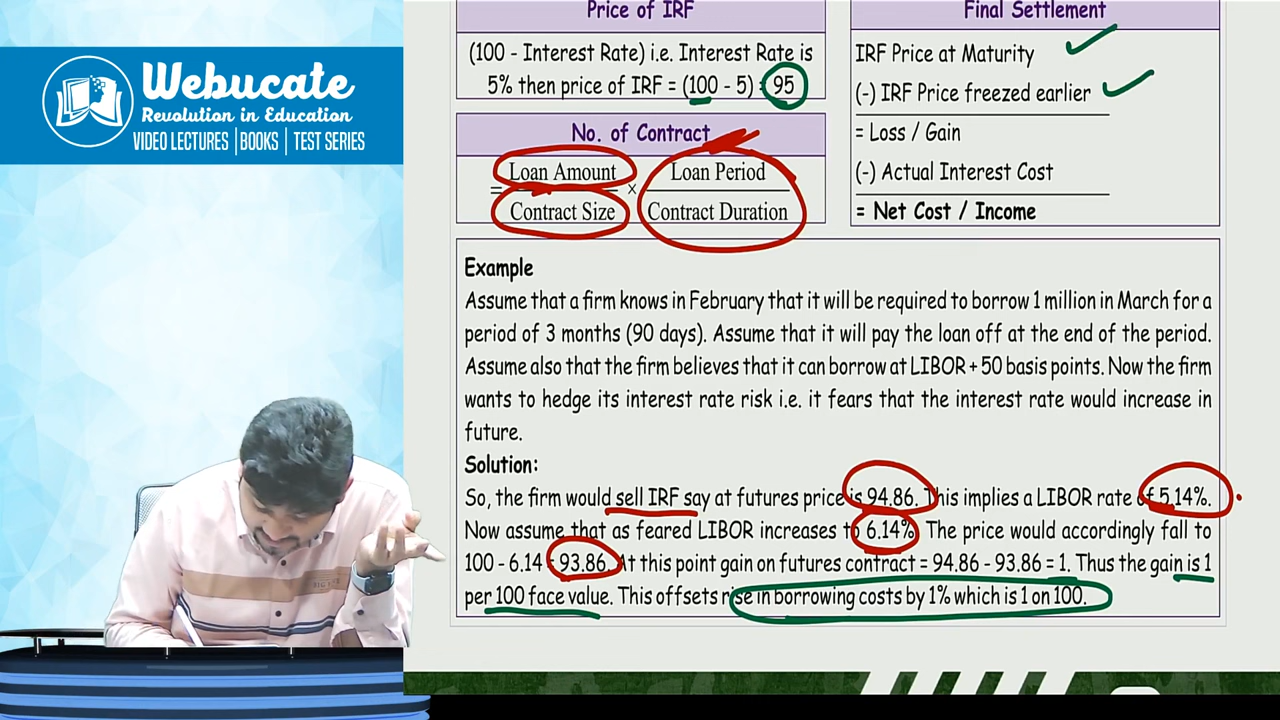 Webucate
Revolution in Education
VIDEO LECTURES | BOOKS | TEST SERIES
Price of IRF
(100 - Interest Rate) i.e. Interest Rate is
5% then price of IRF = (100 - 5) = 95
No. of Contract
= Loan Amount / Contract Size × Loan Period / Contract Duration
Final Settlement
IRF Price at Maturity
(-) IRF Price freezed earlier
= Loss / Gain
(-) Actual Interest Cost
= Net Cost / Income
Example
Assume that a firm knows in February that it will be required to borrow 1 million in March for a
period of 3 months (90 days). Assume that it will pay the loan off at the end of the period.
Assume also that the firm believes that it can borrow at LIBOR + 50 basis points. Now the firm
wants to hedge its interest rate risk i.e. it fears that the interest rate would increase in
future.
Solution:
So, the firm would sell IRF say at futures price is 94.86. This implies a LIBOR rate of 5.14%.
Now assume that as feared LIBOR increases to 6.14%. The price would accordingly fall to
100 - 6.14 = 93.86. At this point gain on futures contract = 94.86 - 93.86 = 1. Thus the gain is 1
per 100 face value. This offsets rise in borrowing costs by 1% which is 1 on 100.